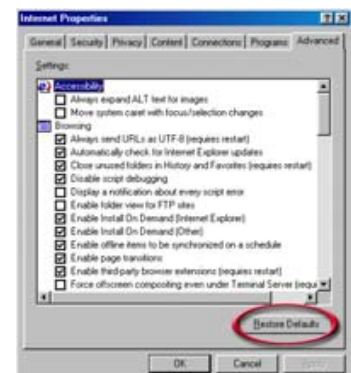 Internet Properties
General Security Privacy Content Connections Programs Advanced
Settings:
Accessibility
Always expand ALT text for images
Move system caret with focus/selection changes
Browsing
Always send URLs as UTF-8 (requires restart)
Automatically check for Internet Explorer updates
Close unused folders in History and Favorites (requires restart)
Disable script debugging
Display a notification about every script error
Enable folder view for FTP sites
Enable Install On Demand (Internet Explorer)
Enable Install On Demand (Other)
Enable offline items to be synchronized on a schedule
Enable page transitions
Enable third-party browser extensions (requires restart)
Force offscreen compositing even under Terminal Server (requi
Restore Defaults
OK Cancel Apply